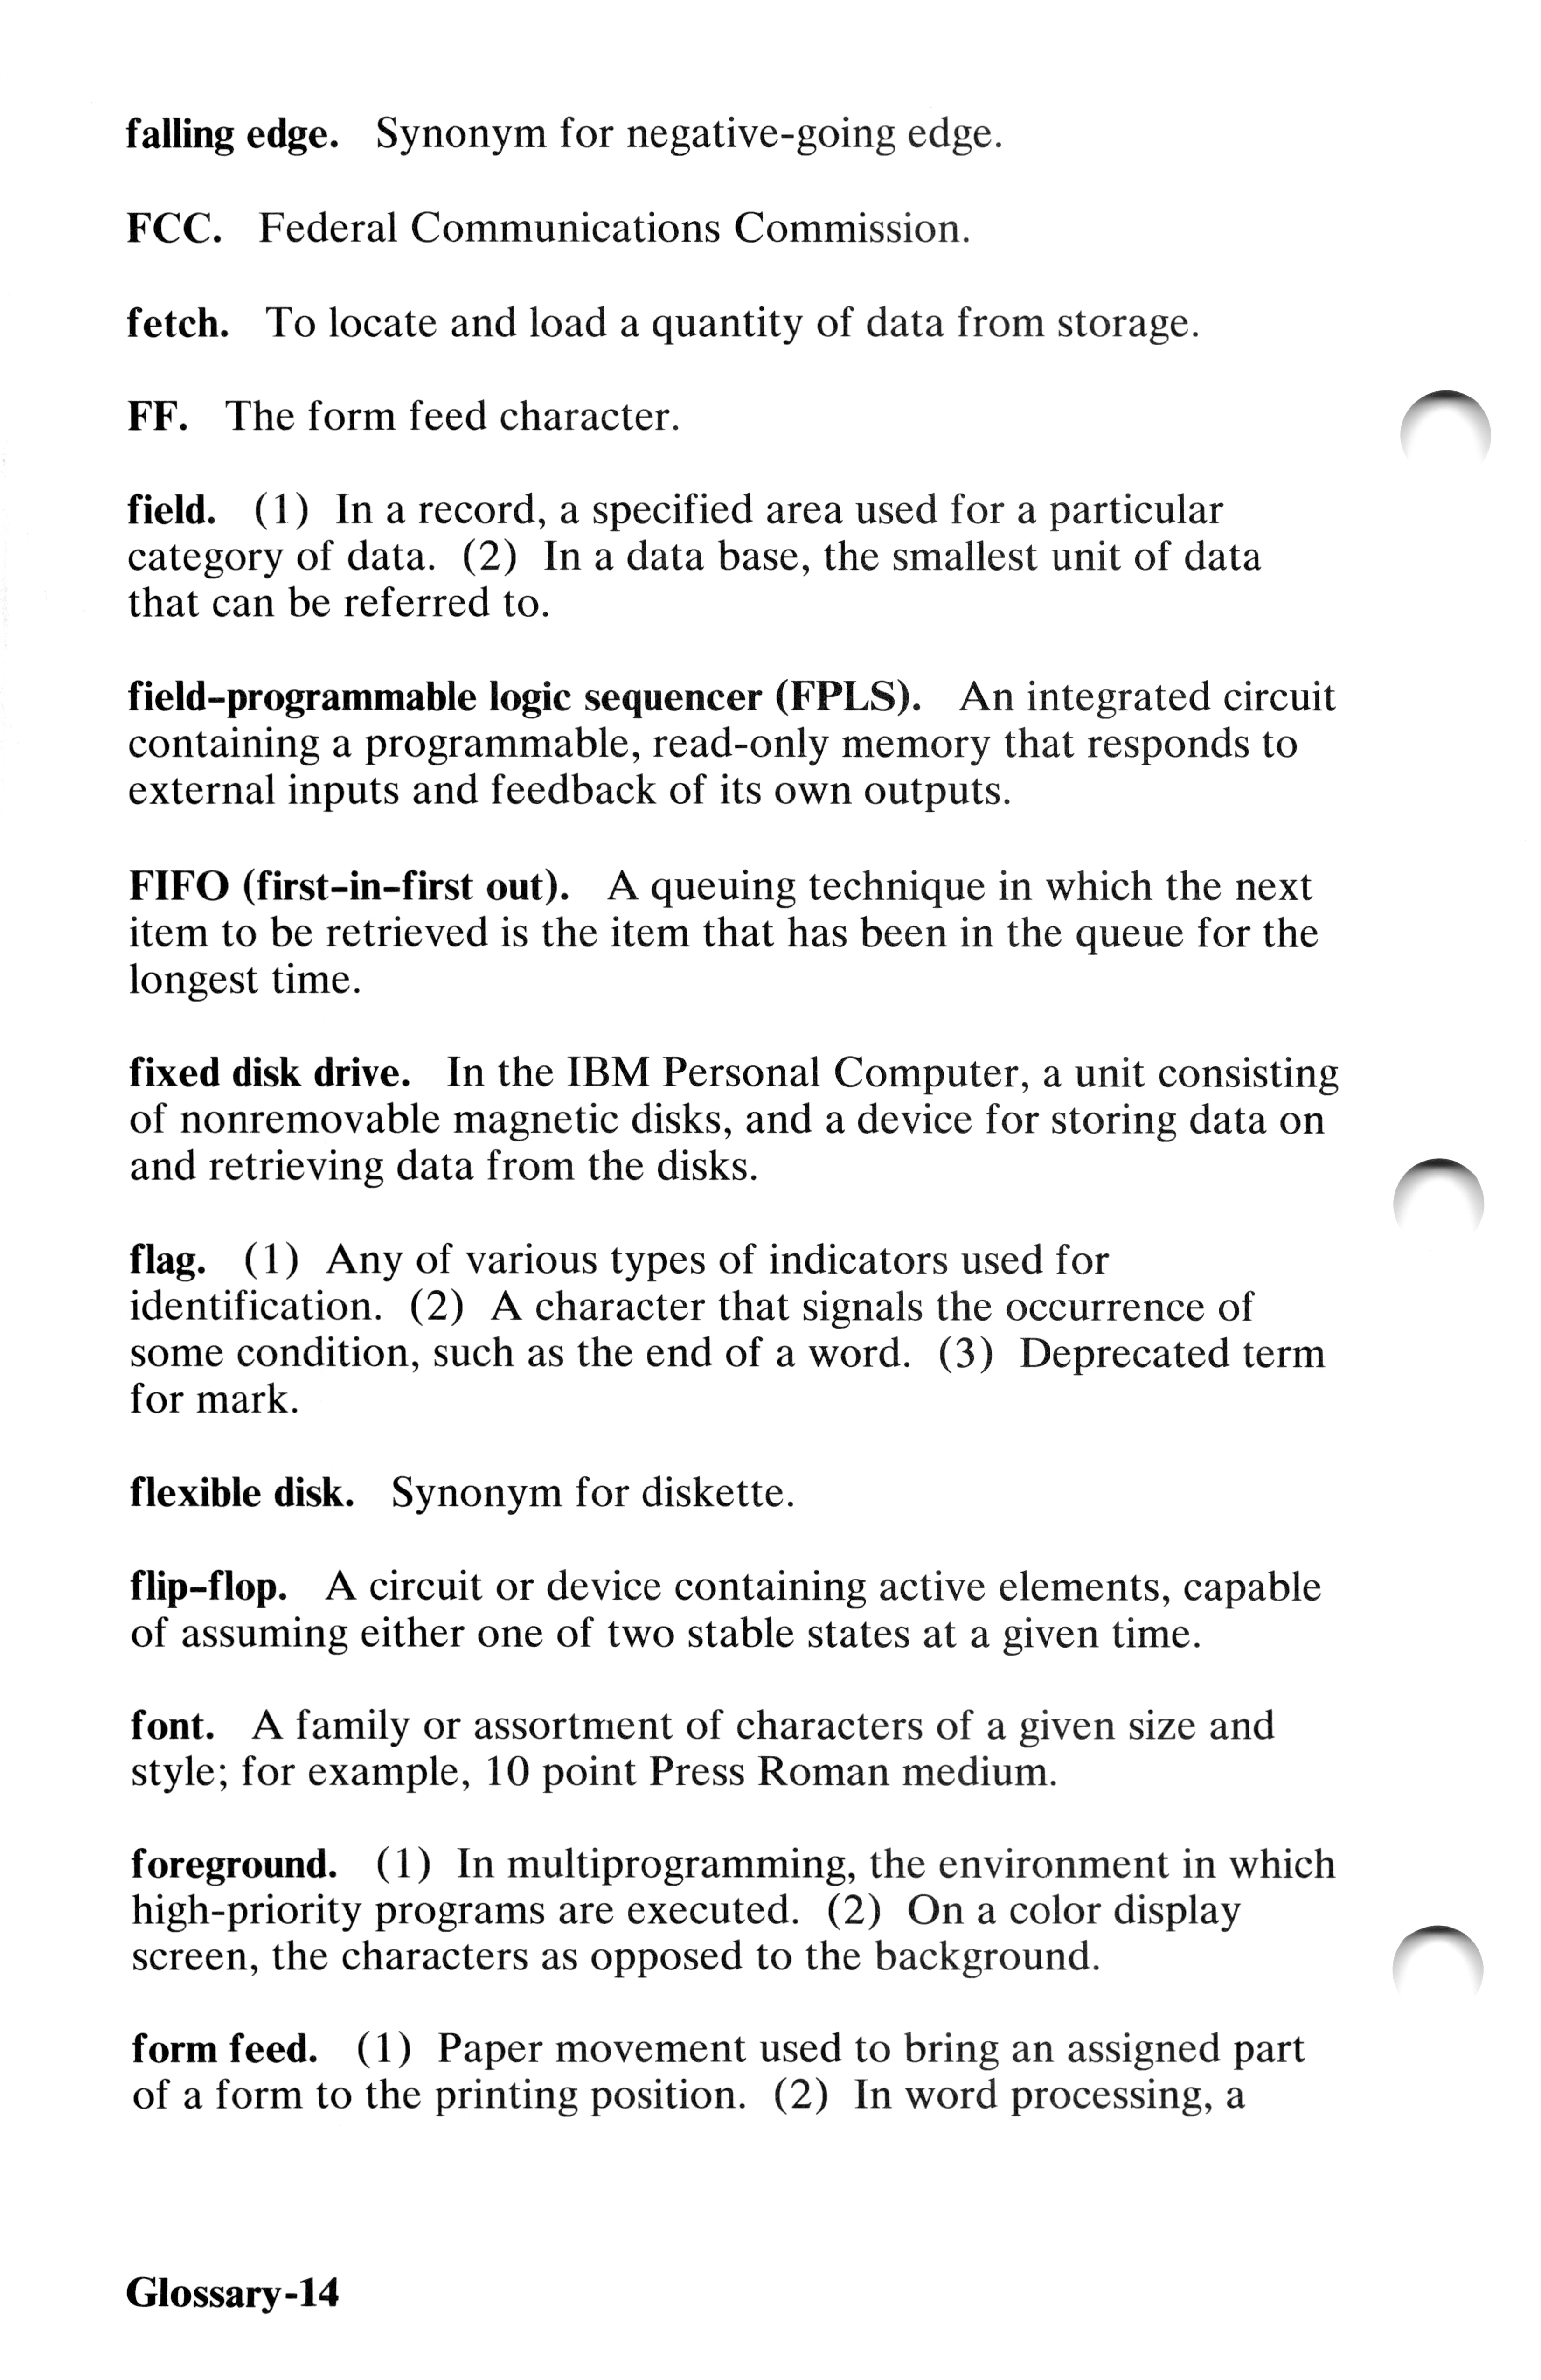 falling edge. Synonym for negative-going edge.
FCC. Federal Communications Commission.
fetch. To locate and load a quantity of data from storage.
FF. The form feed character.
field. (1) In a record, a specified area used for a particular
category of data. (2) In a data base, the smallest unit of data
that can be referred to.
field-programmable logic sequencer (FPLS). An integrated circuit
containing a programmable, read-only memory that responds to
external inputs and feedback of its own outputs.
FIFO (first-in-first out). A queuing technique in which the next
item to be retrieved is the item that has been in the queue for the
longest time.
fixed disk drive. In the IBM Personal Computer, a unit consisting
of nonremovable magnetic disks, and a device for storing data on
and retrieving data from the disks.
flag. (1) Any of various types of indicators used for
identification. (2) A character that signals the occurrence of
some condition, such as the end of a word. (3) Deprecated term
for mark.
flexible disk. Synonym for diskette.
flip-flop. A circuit or device containing active elements, capable
of assuming either one of two stable states at a given time.
font. A family or assortment of characters of a given size and
style; for example, 10 point Press Roman medium.
foreground. (1) In multiprogramming, the environment in which
high-priority programs are executed. (2) On a color display
screen, the characters as opposed to the background.
form feed. (1) Paper movement used to bring an assigned part
of a form to the printing position. (2) In word processing, a
Glossary-14